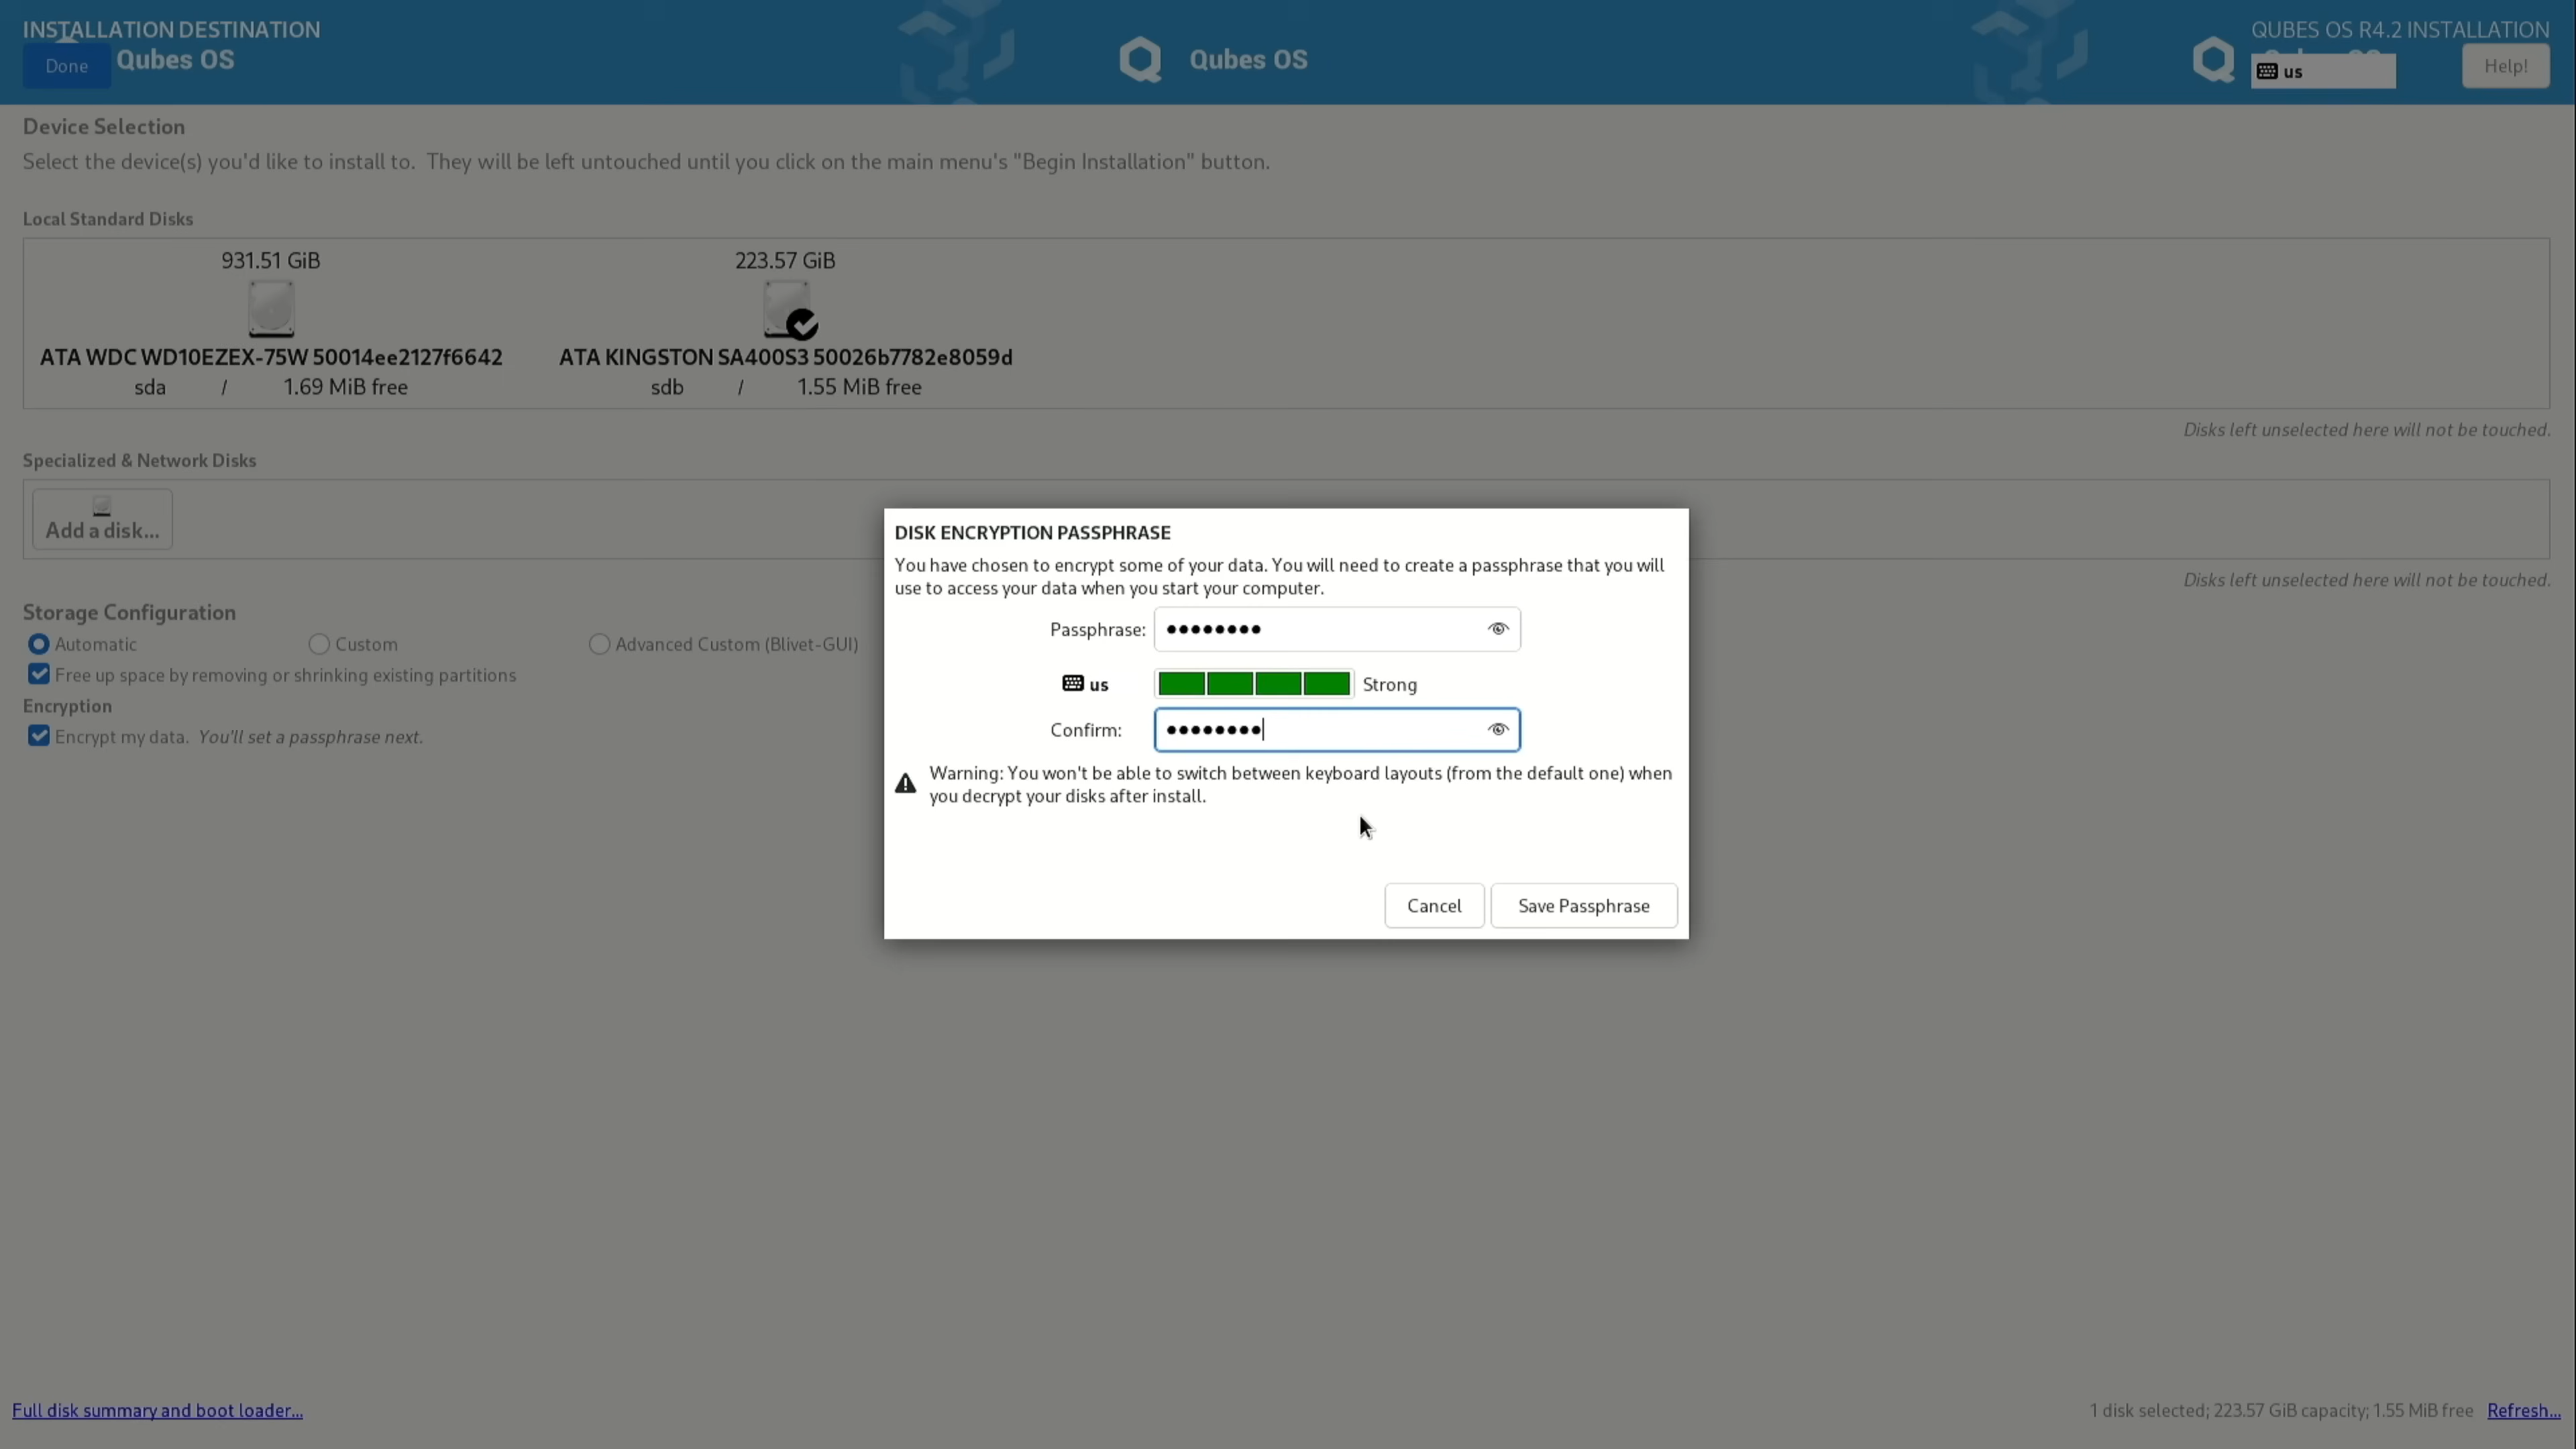 INSTALLATION DESTINATION
Done
Qubes OS
Qubes OS
QUBES OS R4.2 INSTALLATION
us
Help!
Device Selection
Select the device(s) you'd like to install to. They will be left untouched until you click on the main menu's "Begin Installation" button.
Local Standard Disks
931.51 GiB
ATA WDC WD10EZEX-75W 50014ee2127f6642
sda / 1.69 MiB free
223.57 GiB
ATA KINGSTON SA400S3 50026b7782e8059d
sdb / 1.55 MiB free
Disks left unselected here will not be touched.
Specialized & Network Disks
Add a disk...
Disks left unselected here will not be touched.
Storage Configuration
Automatic
Custom
Advanced Custom (Blivet-GUI)
Free up space by removing or shrinking existing partitions
Encryption
Encrypt my data. You'll set a passphrase next.
DISK ENCRYPTION PASSPHRASE
You have chosen to encrypt some of your data. You will need to create a passphrase that you will
use to access your data when you start your computer.
Passphrase: ●●●●●●●●
us
Strong
Confirm: ●●●●●●●●
Warning: You won't be able to switch between keyboard layouts (from the default one) when
you decrypt your disks after install.
Cancel
Save Passphrase
Full disk summary and boot loader...
1 disk selected; 223.57 GiB capacity; 1.55 MiB free
Refresh...